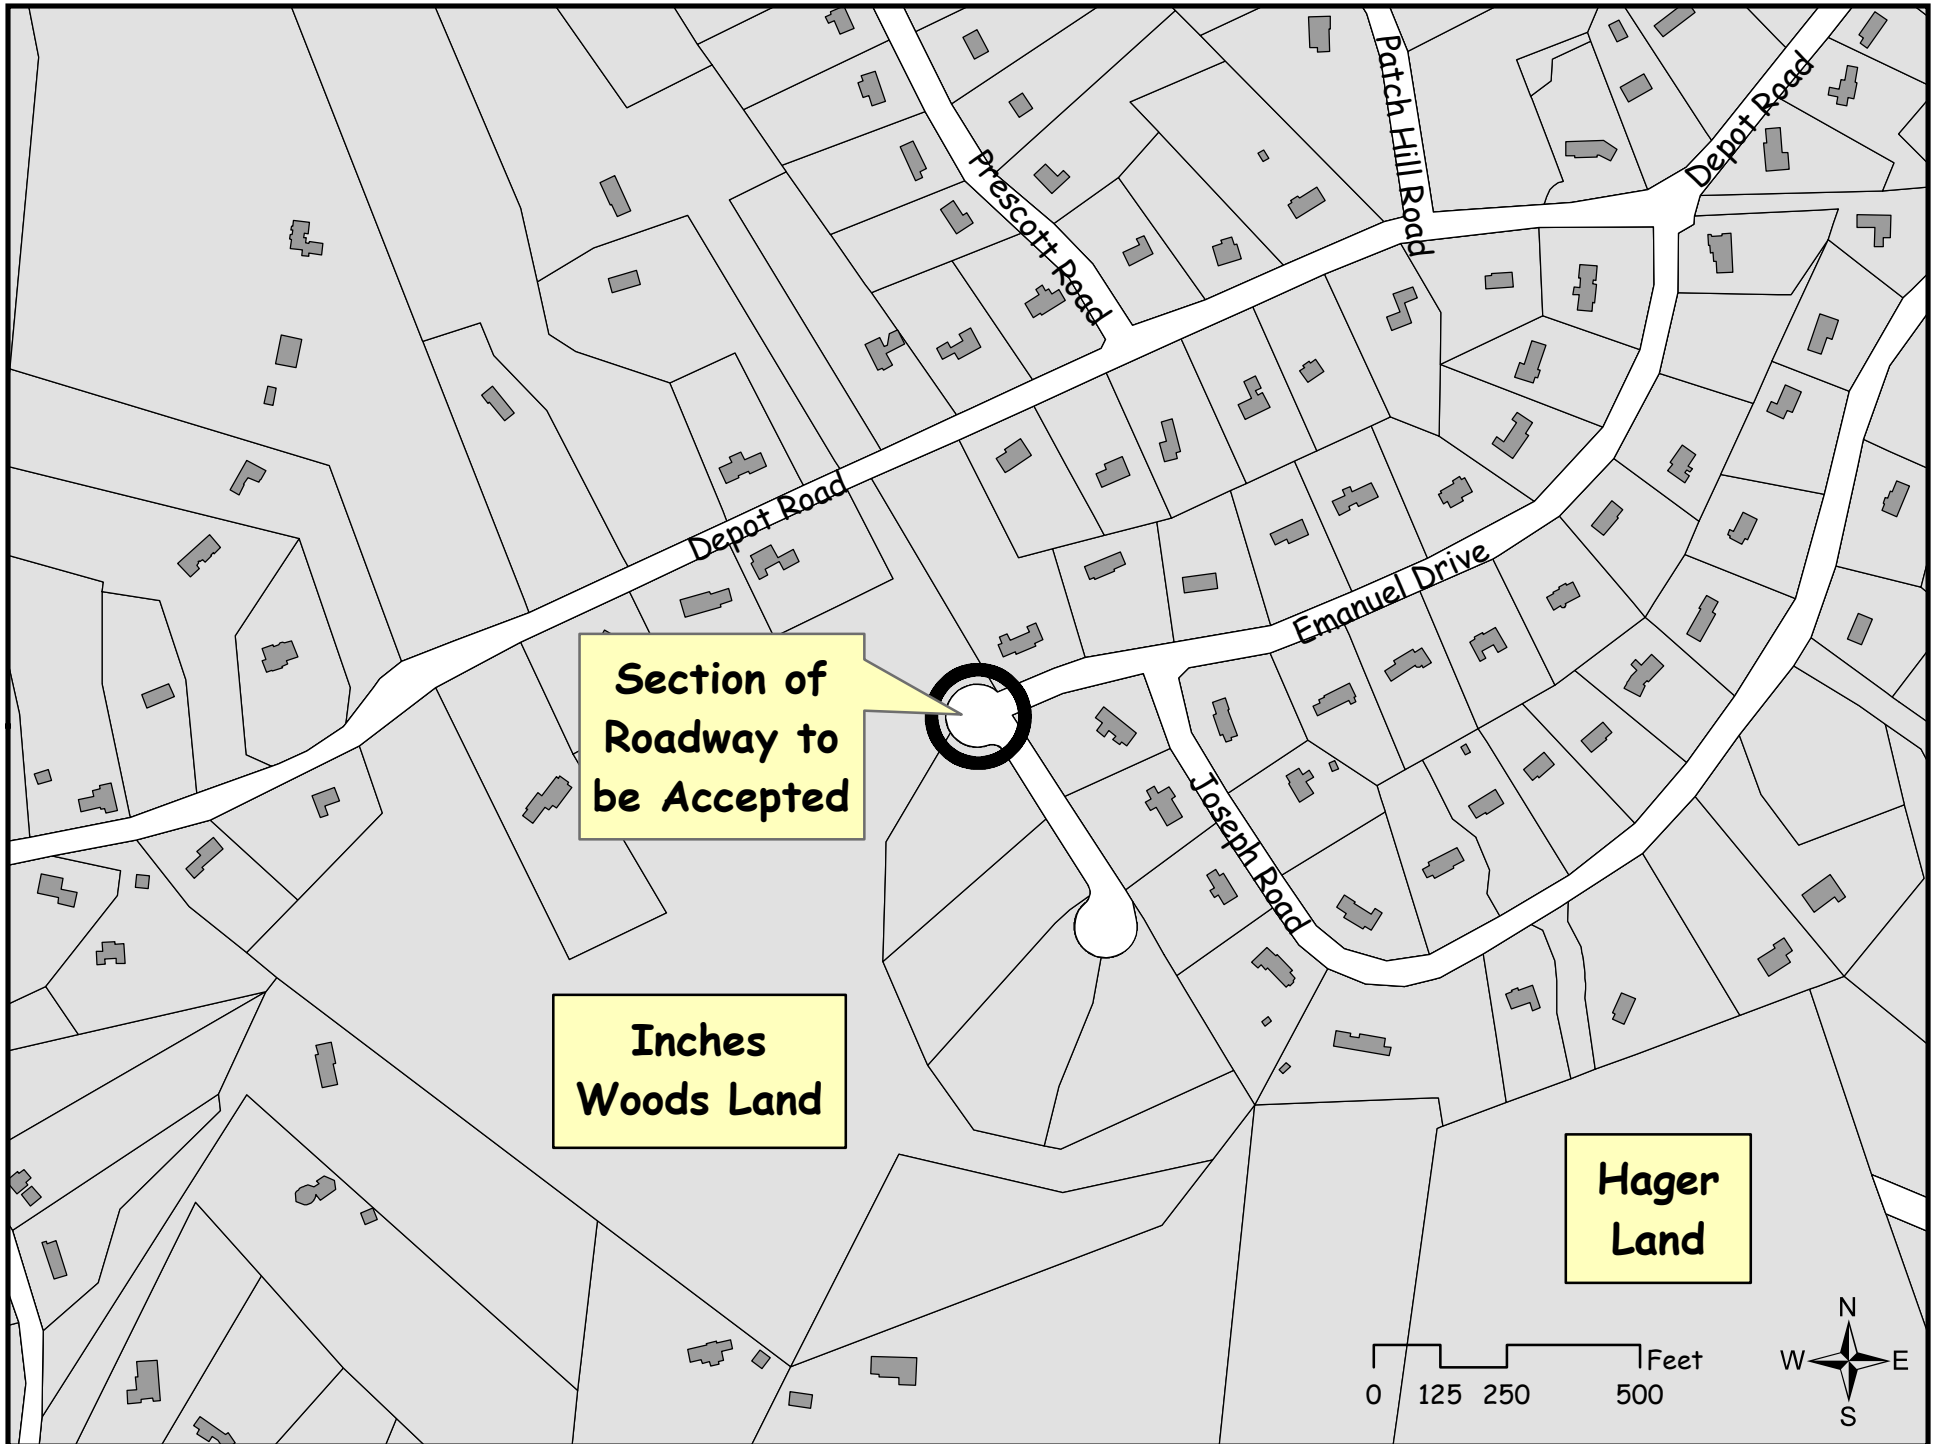 Patch Hill Road
Depot Road
Prescott Road
Depot Road
Emanuel Drive
Section of
Roadway to
be Accepted
Joseph Road
Inches
Woods Land
Hager
Land
N
W E
S
Feet
0 125 250 500